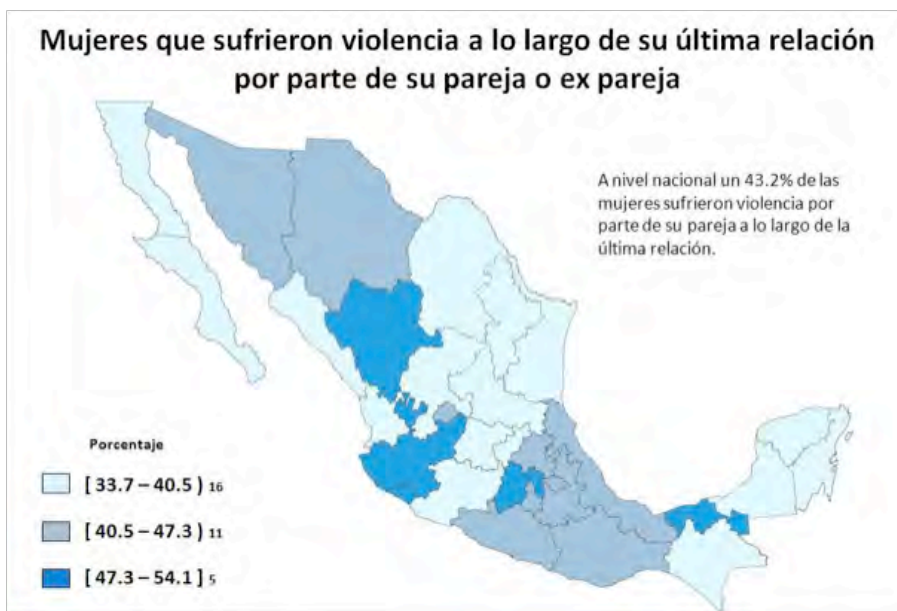 Mujeres que sufrieron violencia a lo largo de su última relación
por parte de su pareja o ex pareja
A nivel nacional un 43.2% de las
mujeres sufrieron violencia por
parte de su pareja a lo largo de la
última relación.
Porcentaje
[ 33.7 – 40.5 ) 16
[ 40.5 – 47.3 ) 11
[ 47.3 – 54.1 ] 5